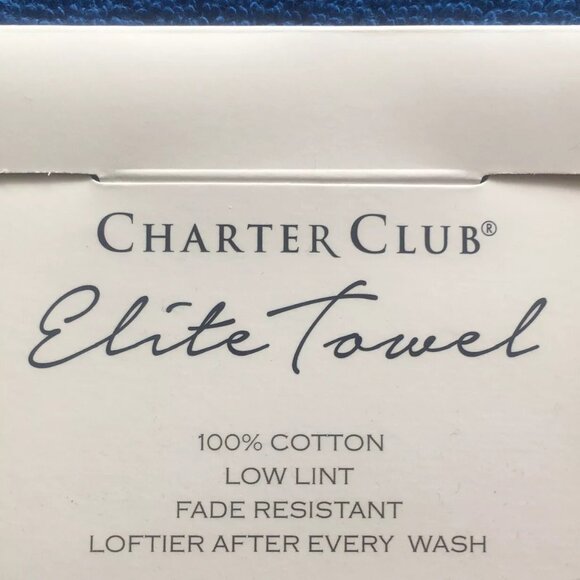 CHARTER CLUB®
Elite Towel
100% COTTON
LOW LINT
FADE RESISTANT
LOFTIER AFTER EVERY WASH